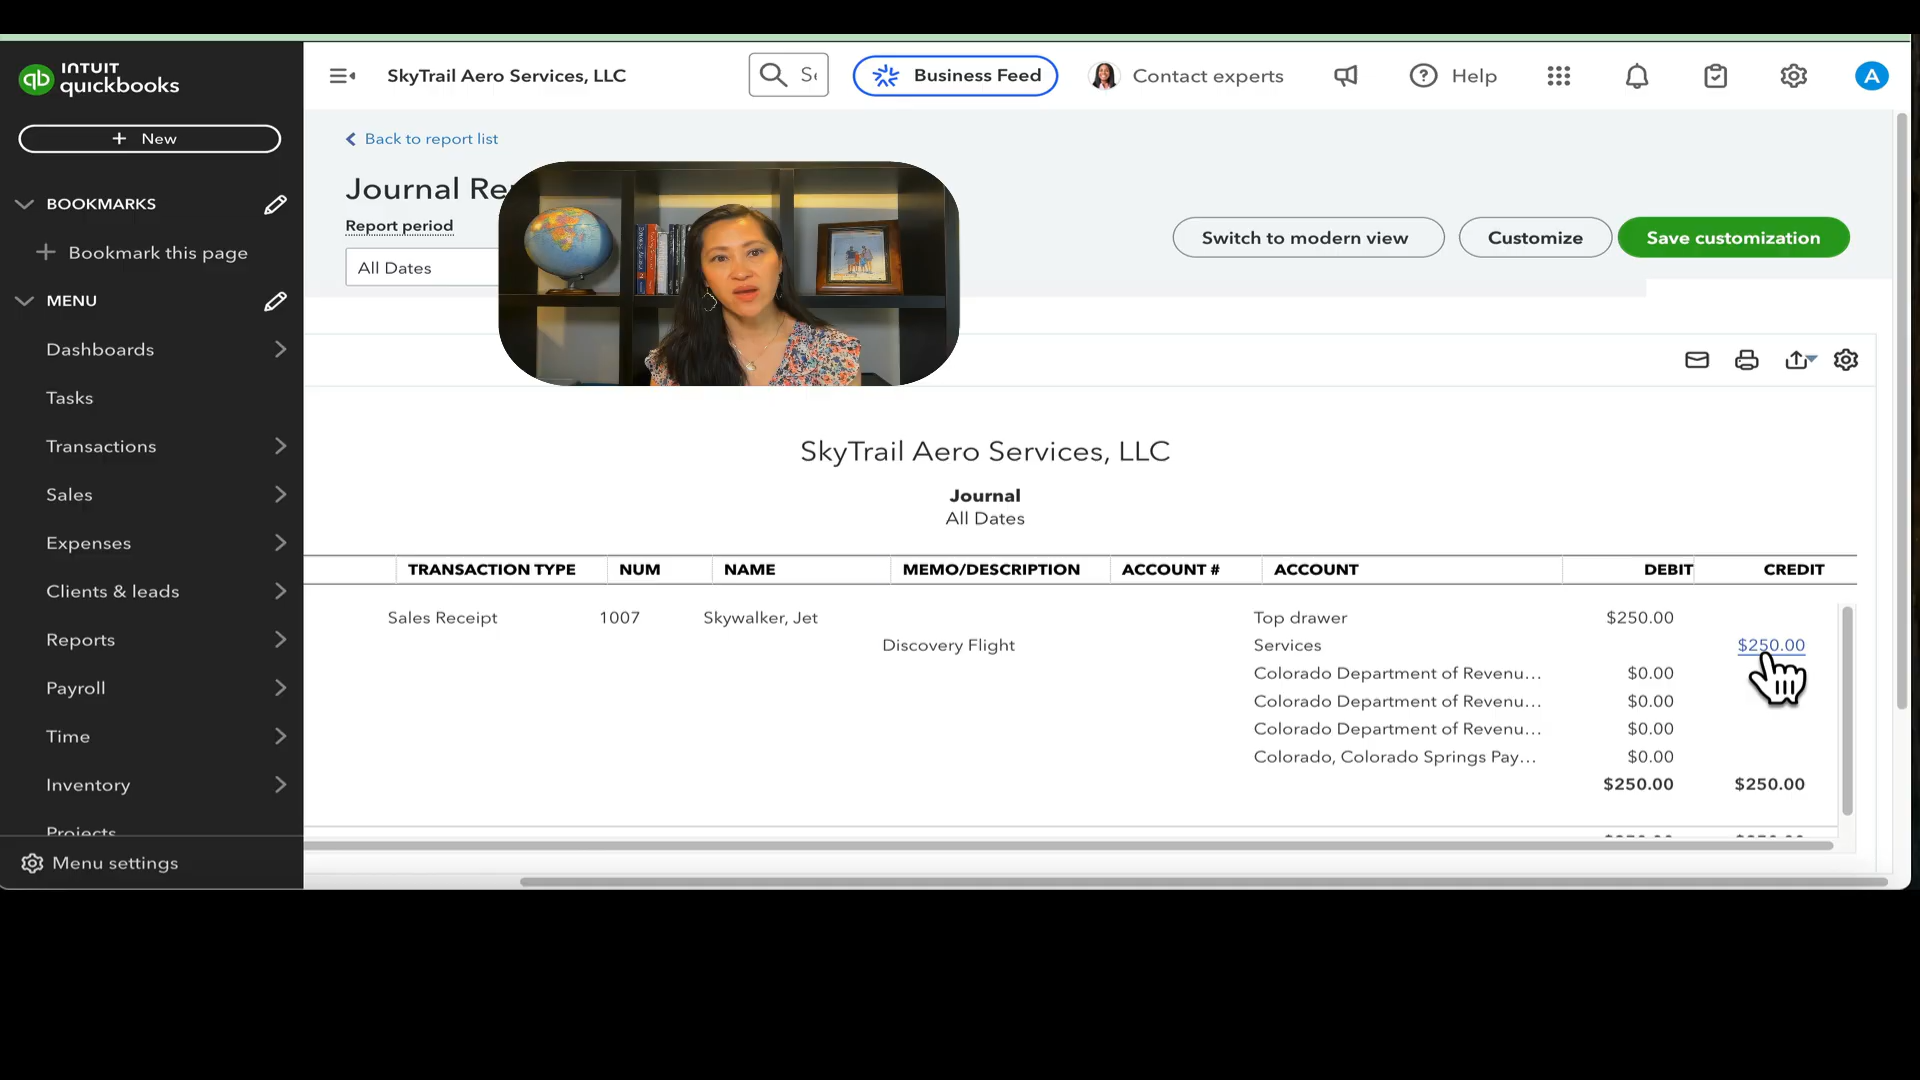 INTUIT
quickbooks
SkyTrail Aero Services, LLC
Business Feed
Contact experts
Help
A
+ New
Back to report list
BOOKMARKS
Bookmark this page
MENU
Dashboards
Tasks
Transactions
Sales
Expenses
Clients & leads
Reports
Payroll
Time
Inventory
Projects
Menu settings
Journal Re
Report period
All Dates
Switch to modern view
Customize
Save customization
SkyTrail Aero Services, LLC
Journal
All Dates
TRANSACTION TYPE NUM NAME MEMO/DESCRIPTION ACCOUNT # ACCOUNT DEBIT CREDIT
Sales Receipt 1007 Skywalker, Jet Top drawer $250.00
Discovery Flight Services $250.00
Colorado Department of Revenu... $0.00
Colorado Department of Revenu... $0.00
Colorado Department of Revenu... $0.00
Colorado, Colorado Springs Pay... $0.00
$250.00 $250.00